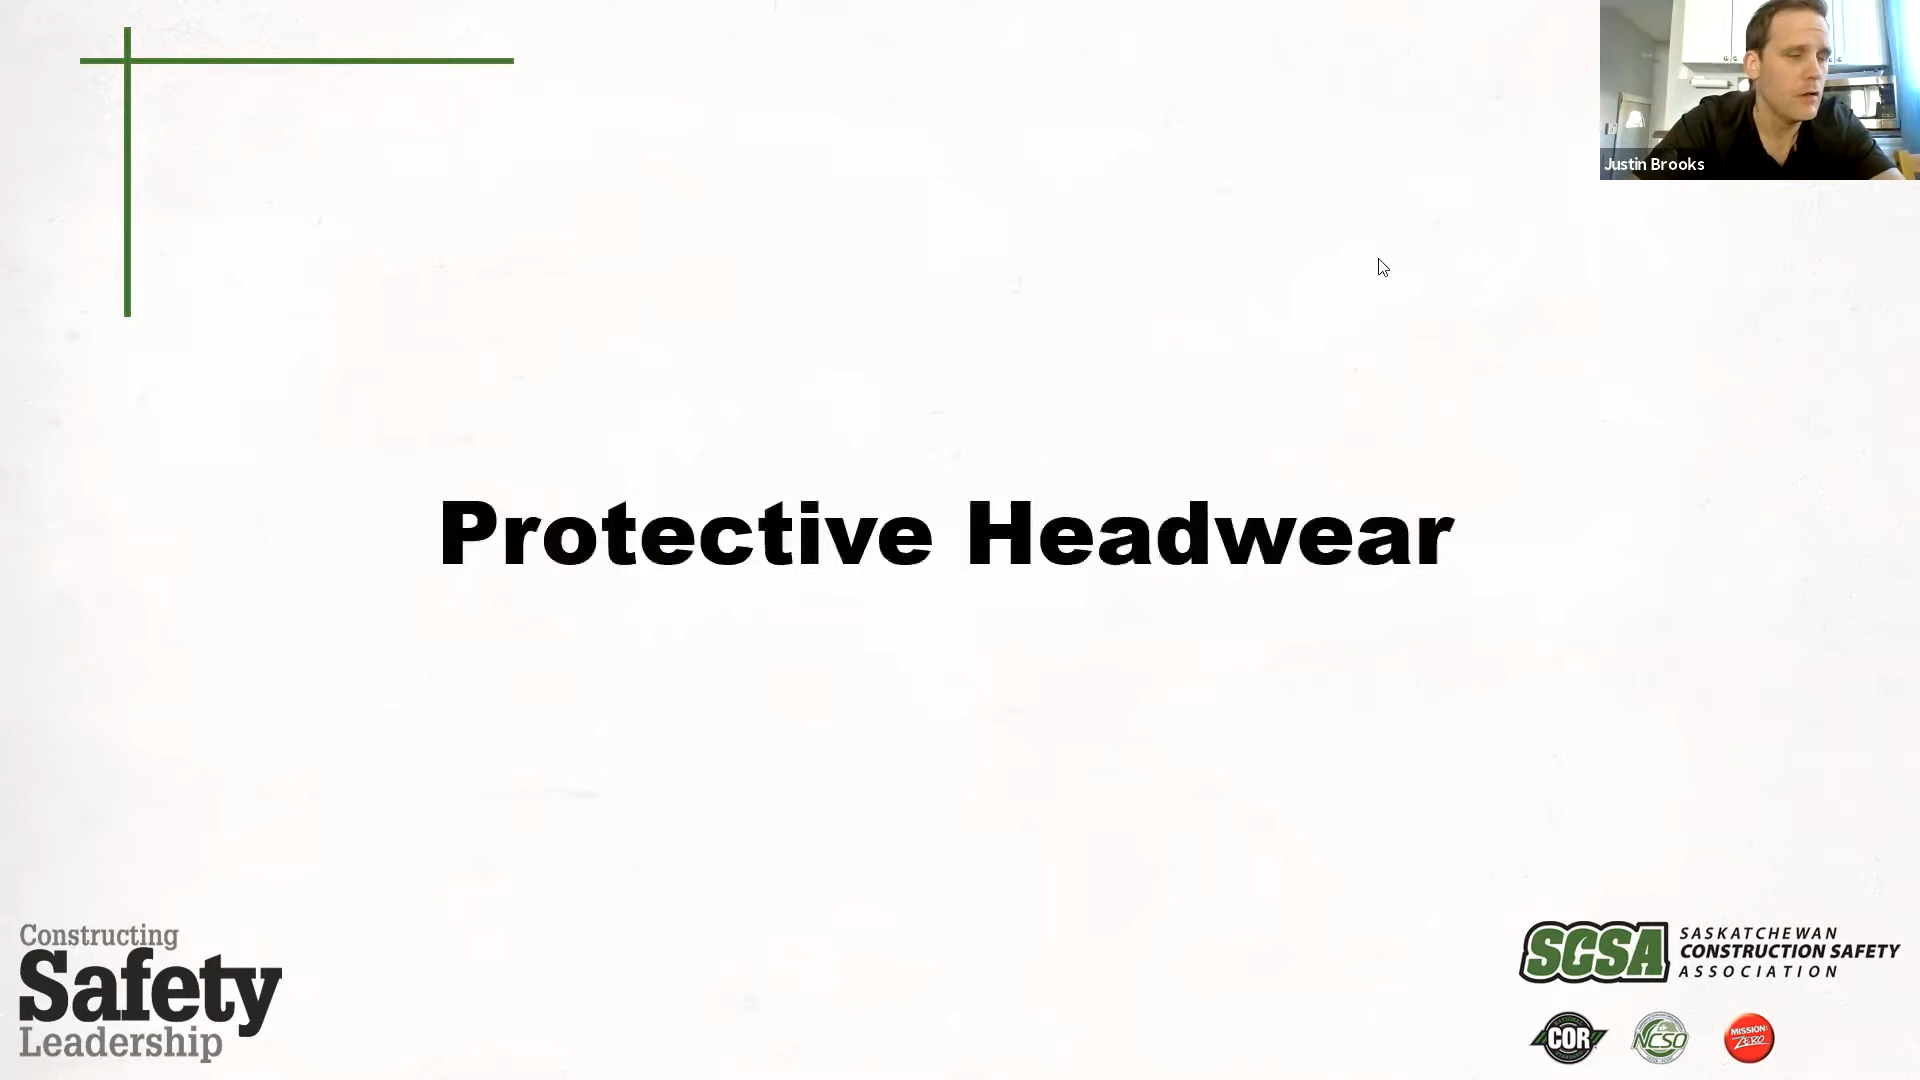 Justin Brooks
Protective Headwear
Constructing
Safety
Leadership
SCSA
SASKATCHEWAN
CONSTRUCTION SAFETY
ASSOCIATION
COR
NCSO
MISSION:
ZERO